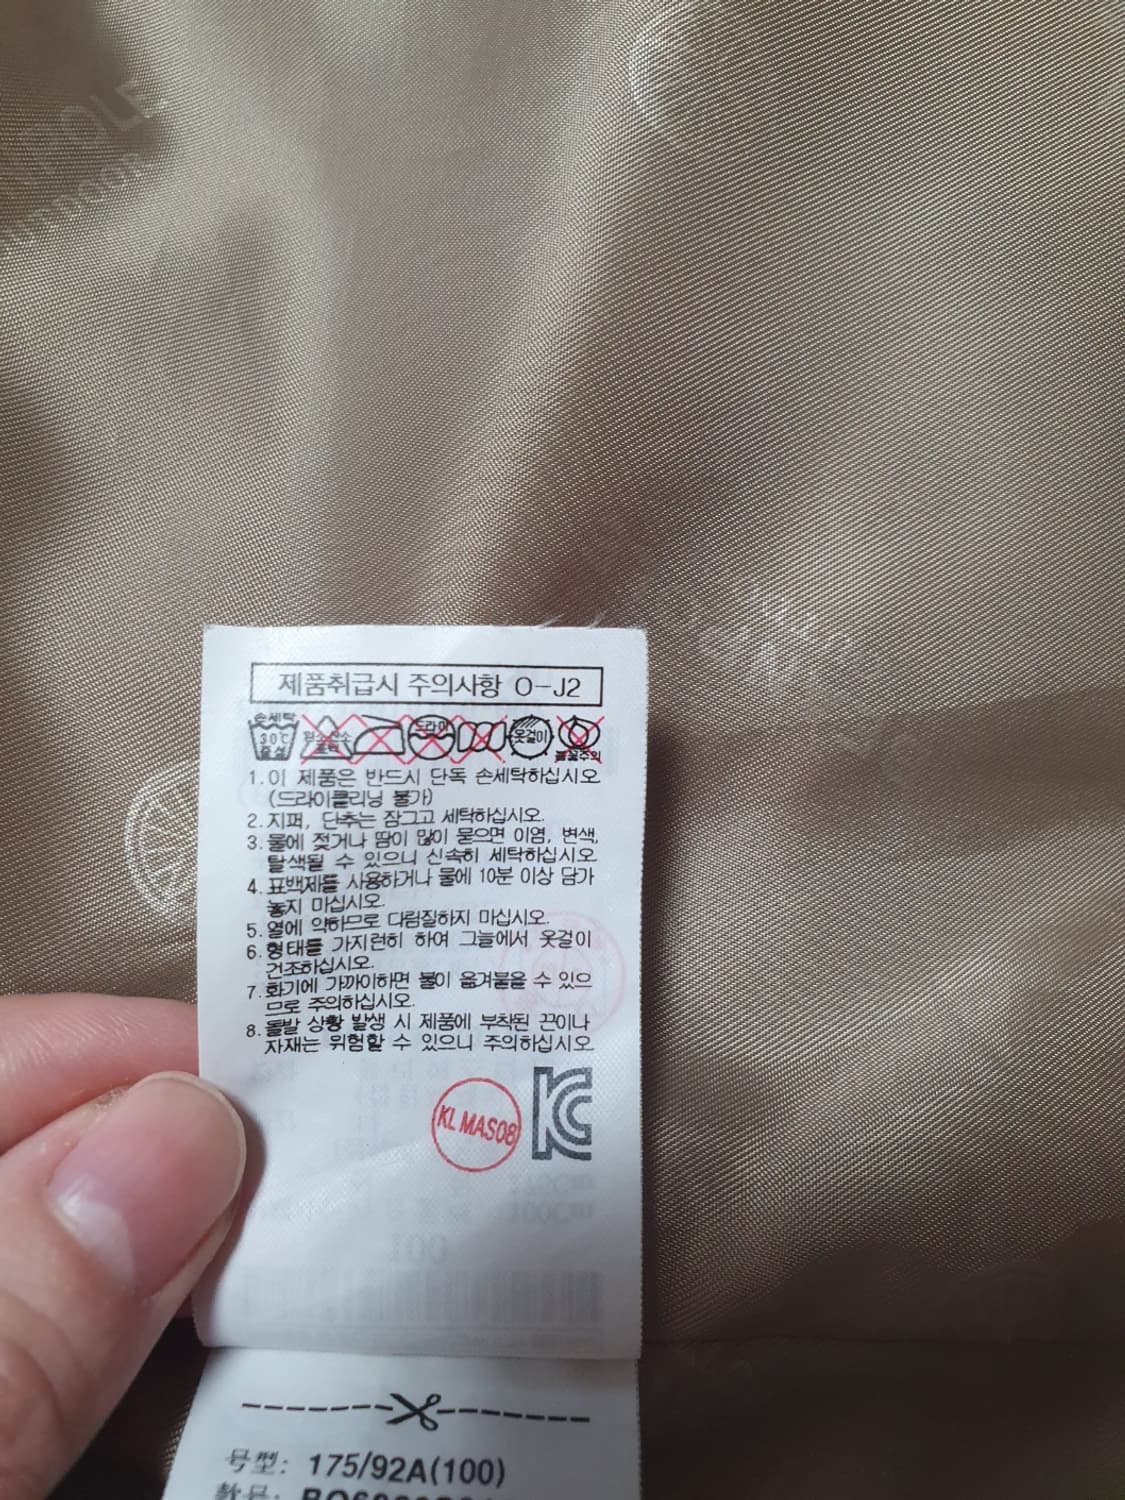 POLE
OUTDOOR
제품취급시 주의사항 O-J2
손세탁 30℃ 중성
드라이
옷걸이
불꽃주의
1. 이 제품은 반드시 단독 손세탁하십시오
(드라이클리닝 불가)
2. 지퍼, 단추는 잠그고 세탁하십시오.
3. 물에 젖거나 땀이 많이 묻으면 이염, 변색,
탈색될 수 있으니 신속히 세탁하십시오
4. 표백제를 사용하거나 물에 10분 이상 담가
놓지 마십시오.
5. 열에 약하므로 다림질하지 마십시오.
6. 형태를 가지런히 하여 그늘에서 옷걸이
건조하십시오.
7. 화기에 가까이하면 불이 옮겨붙을 수 있으
므로 주의하십시오.
8. 돌발 상황 발생 시 제품에 부착된 끈이나
자재는 위험할 수 있으니 주의하십시오
KL MAS08
KC
号型: 175/92A(100)
款号: